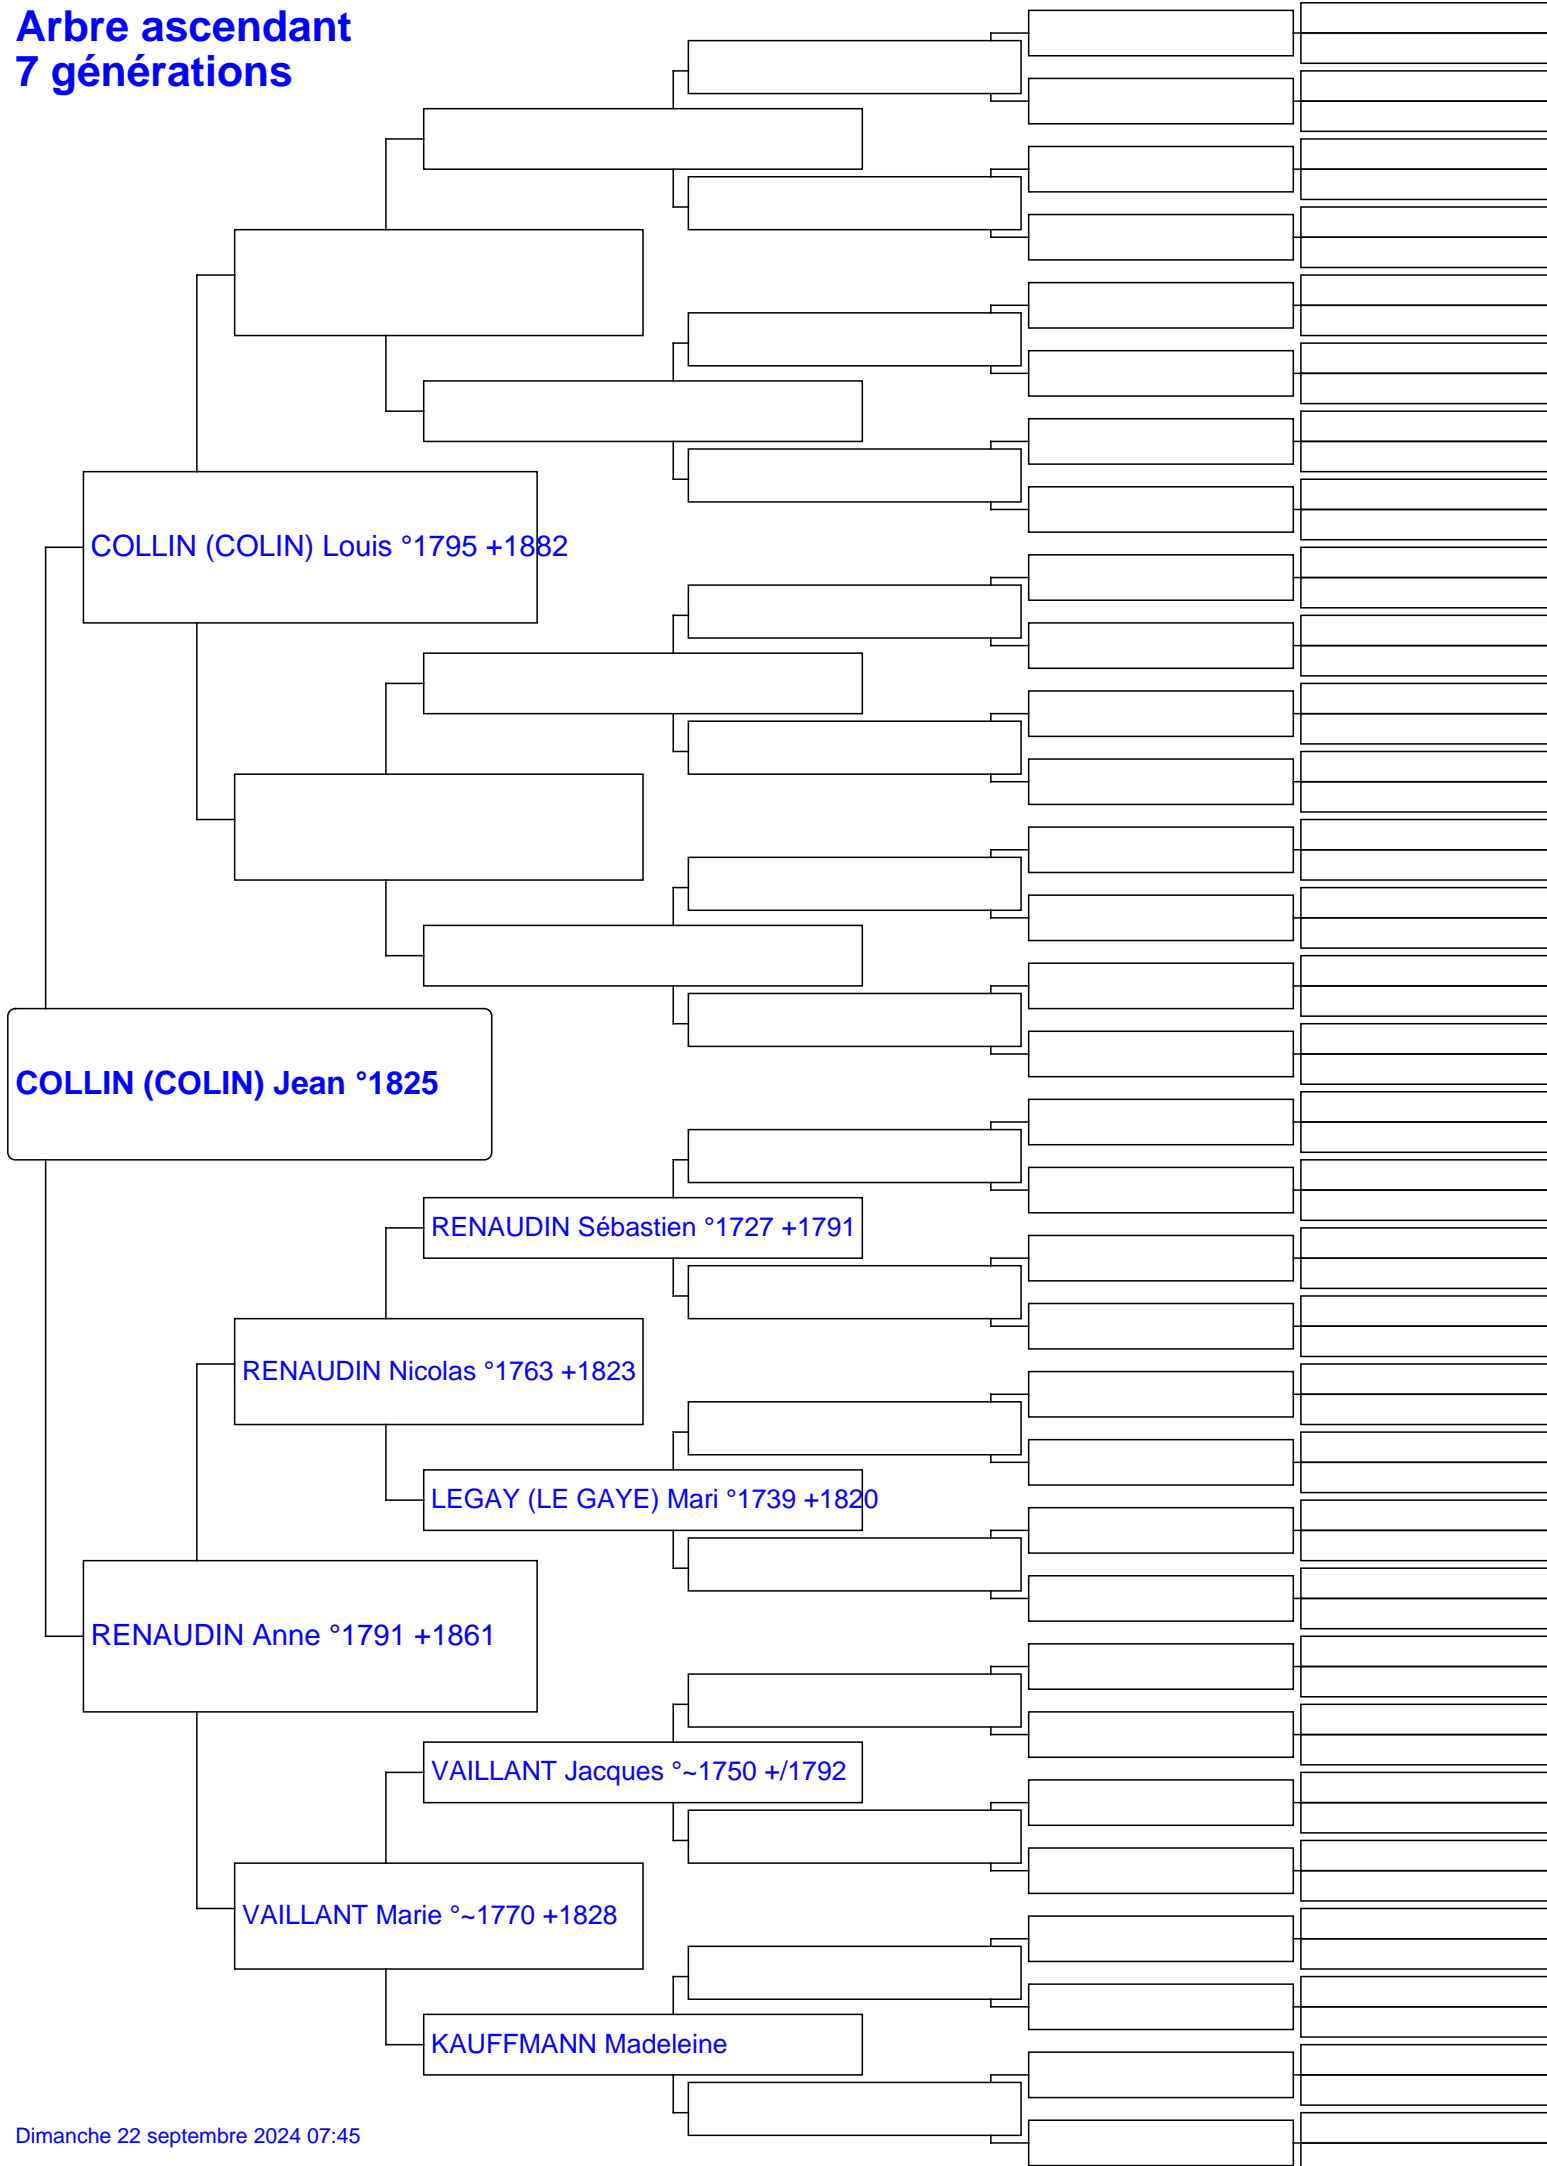 Arbre ascendant
7 générations
COLLIN (COLIN) Louis °1795 +1882
COLLIN (COLIN) Jean °1825
RENAUDIN Sébastien °1727 +1791
RENAUDIN Nicolas °1763 +1823
LEGAY (LE GAYE) Mari °1739 +1820
RENAUDIN Anne °1791 +1861
VAILLANT Jacques °~1750 +/1792
VAILLANT Marie °~1770 +1828
KAUFFMANN Madeleine
Dimanche 22 septembre 2024 07:45